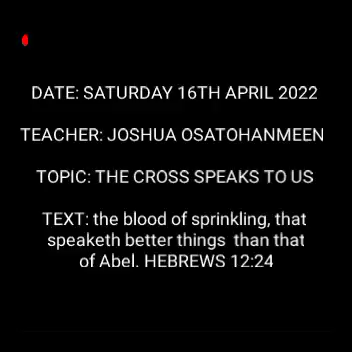 DATE: SATURDAY 16TH APRIL 2022
TEACHER: JOSHUA OSATOHANMEEN
TOPIC: THE CROSS SPEAKS TO US
TEXT: the blood of sprinkling, that
speaketh better things than that
of Abel. HEBREWS 12:24